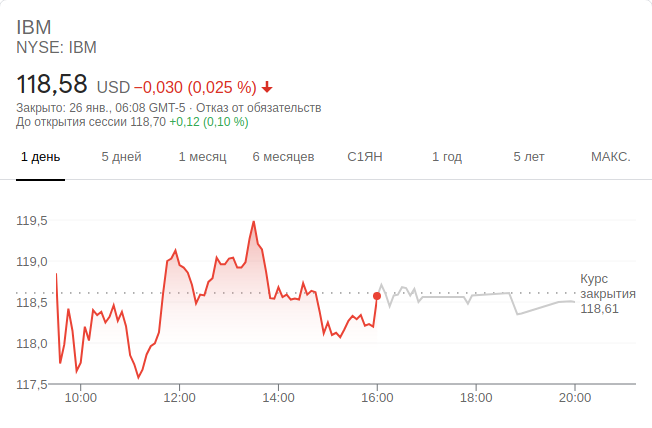 IBM
NYSE: IBM
118,58 USD −0,030 (0,025 %)
Закрыто: 26 янв., 06:08 GMT-5 · Отказ от обязательств
До открытия сессии 118,70 +0,12 (0,10 %)
1 день 5 дней 1 месяц 6 месяцев С1ЯН 1 год 5 лет МАКС.
119,5
119,0
118,5
118,0
117,5
Курс
закрытия
118,61
10:00 12:00 14:00 16:00 18:00 20:00